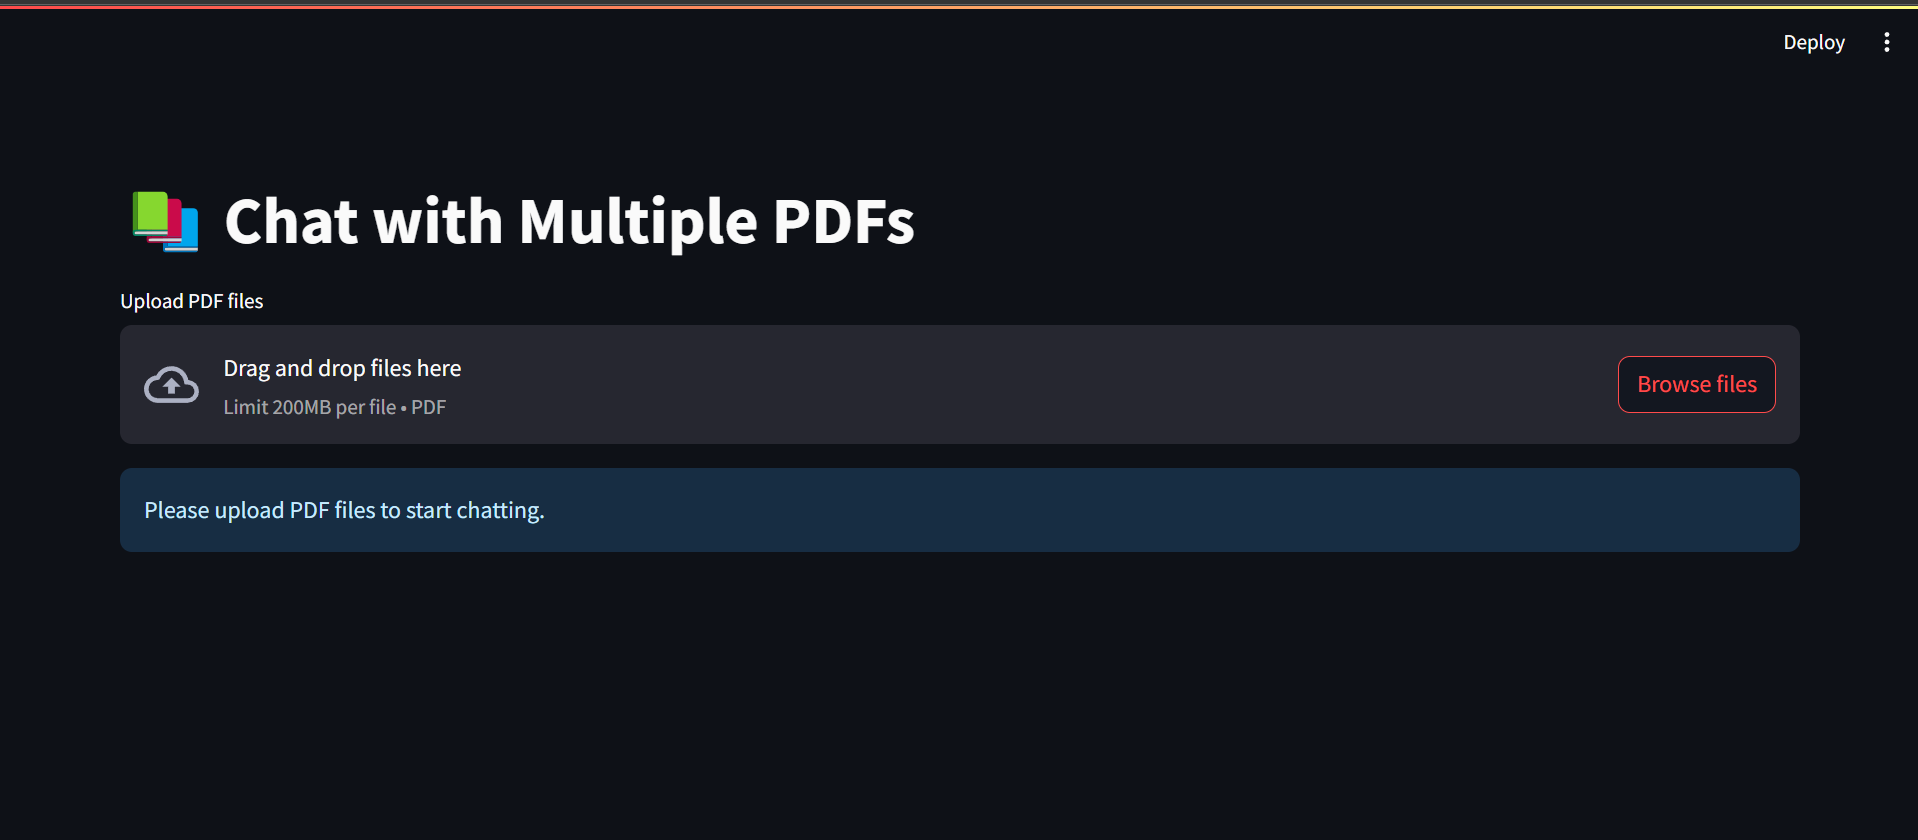 Deploy
Chat with Multiple PDFs
Upload PDF files
Drag and drop files here
Limit 200MB per file • PDF
Browse files
Please upload PDF files to start chatting.